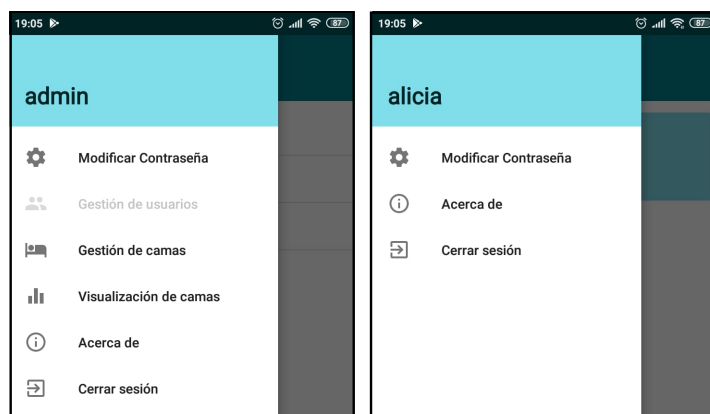 19:05 87
admin
Modificar Contraseña
Gestión de usuarios
Gestión de camas
Visualización de camas
Acerca de
Cerrar sesión
19:05 87
alicia
Modificar Contraseña
Acerca de
Cerrar sesión